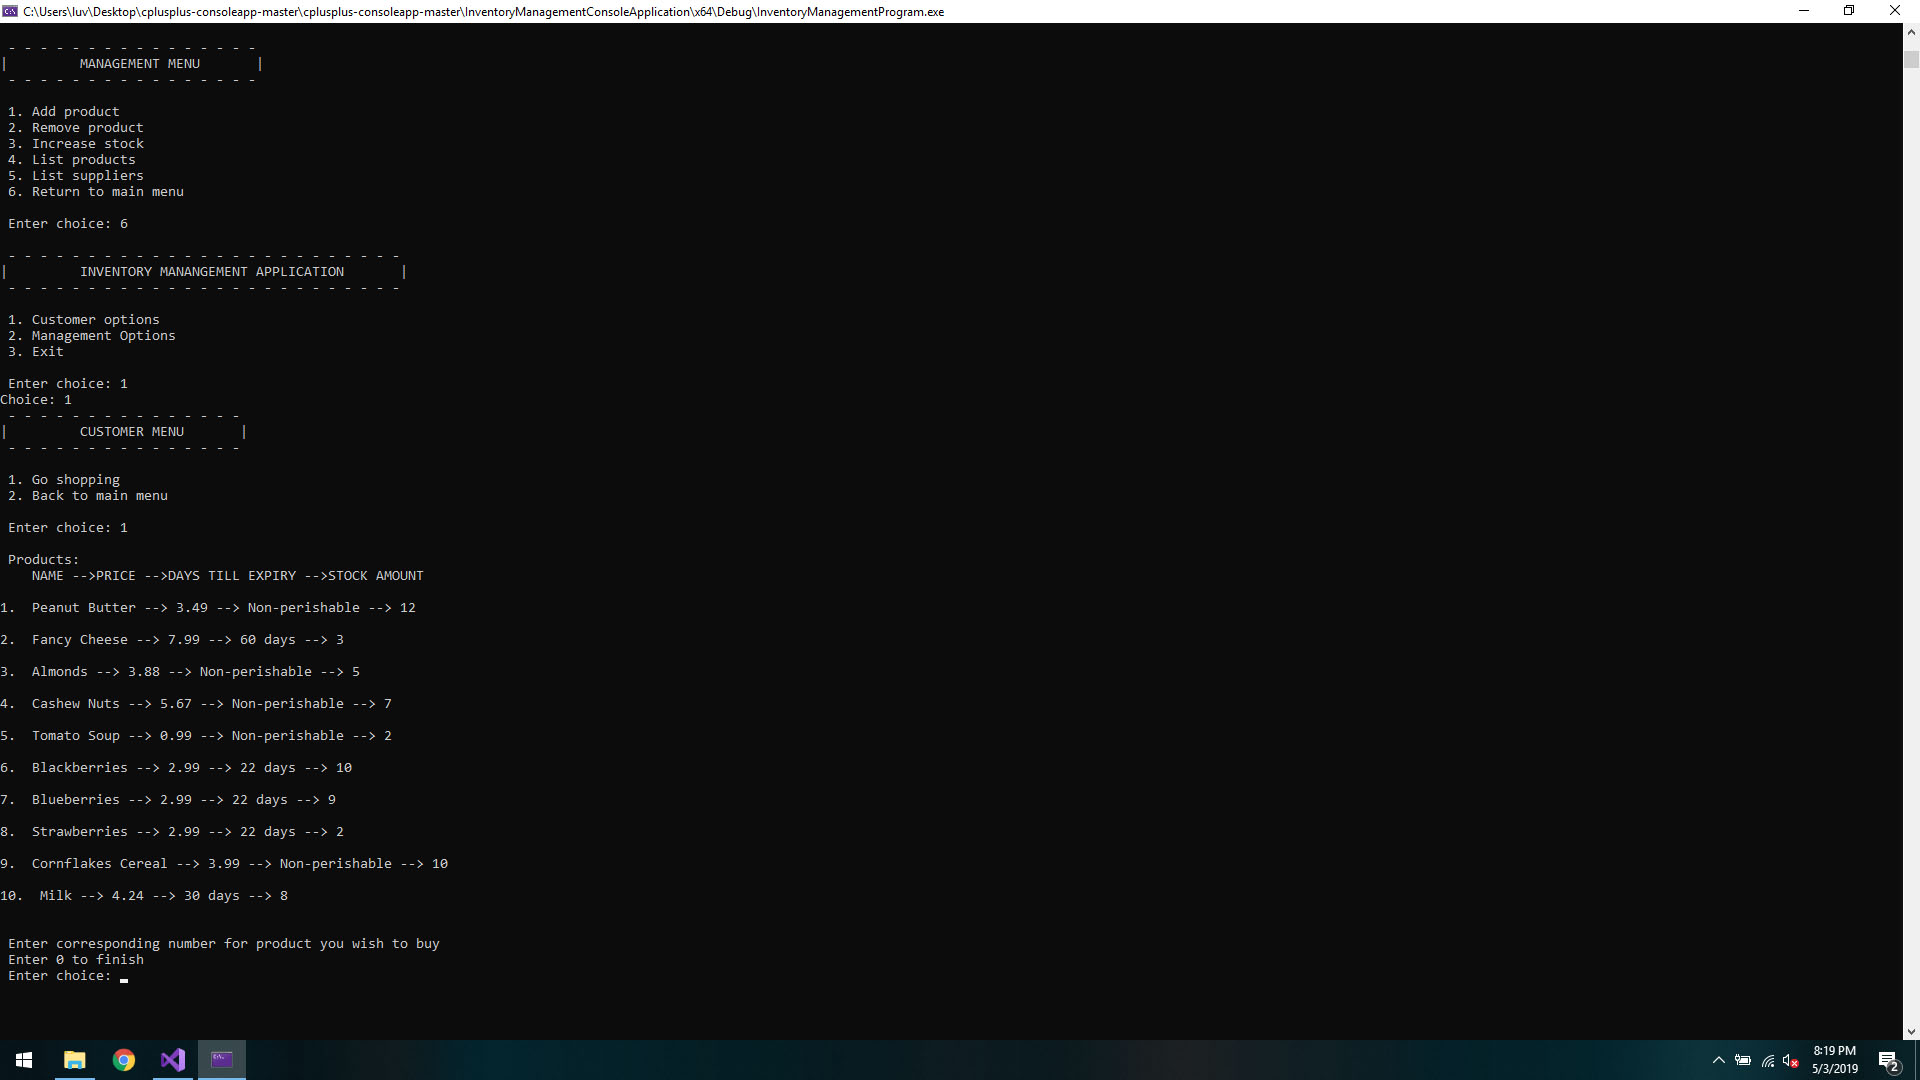 C:\Users\luv\Desktop\cplusplus-consoleapp-master\cplusplus-consoleapp-master\InventoryManagementConsoleApplication\x64\Debug\InventoryManagementProgram.exe
- - - - - - - - - - - - - - - -
|         MANAGEMENT MENU       |
- - - - - - - - - - - - - - - -
1. Add product
2. Remove product
3. Increase stock
4. List products
5. List suppliers
6. Return to main menu
Enter choice: 6
- - - - - - - - - - - - - - - - - - - - - - - - -
|         INVENTORY MANANGEMENT APPLICATION       |
- - - - - - - - - - - - - - - - - - - - - - - - -
1. Customer options
2. Management Options
3. Exit
Enter choice: 1
Choice: 1
- - - - - - - - - - - - - - -
|         CUSTOMER MENU       |
- - - - - - - - - - - - - - -
1. Go shopping
2. Back to main menu
Enter choice: 1
Products:
NAME -->PRICE -->DAYS TILL EXPIRY -->STOCK AMOUNT
1.  Peanut Butter --> 3.49 --> Non-perishable --> 12
2.  Fancy Cheese --> 7.99 --> 60 days --> 3
3.  Almonds --> 3.88 --> Non-perishable --> 5
4.  Cashew Nuts --> 5.67 --> Non-perishable --> 7
5.  Tomato Soup --> 0.99 --> Non-perishable --> 2
6.  Blackberries --> 2.99 --> 22 days --> 10
7.  Blueberries --> 2.99 --> 22 days --> 9
8.  Strawberries --> 2.99 --> 22 days --> 2
9.  Cornflakes Cereal --> 3.99 --> Non-perishable --> 10
10.  Milk --> 4.24 --> 30 days --> 8
Enter corresponding number for product you wish to buy
Enter 0 to finish
Enter choice:
8:19 PM
5/3/2019
2